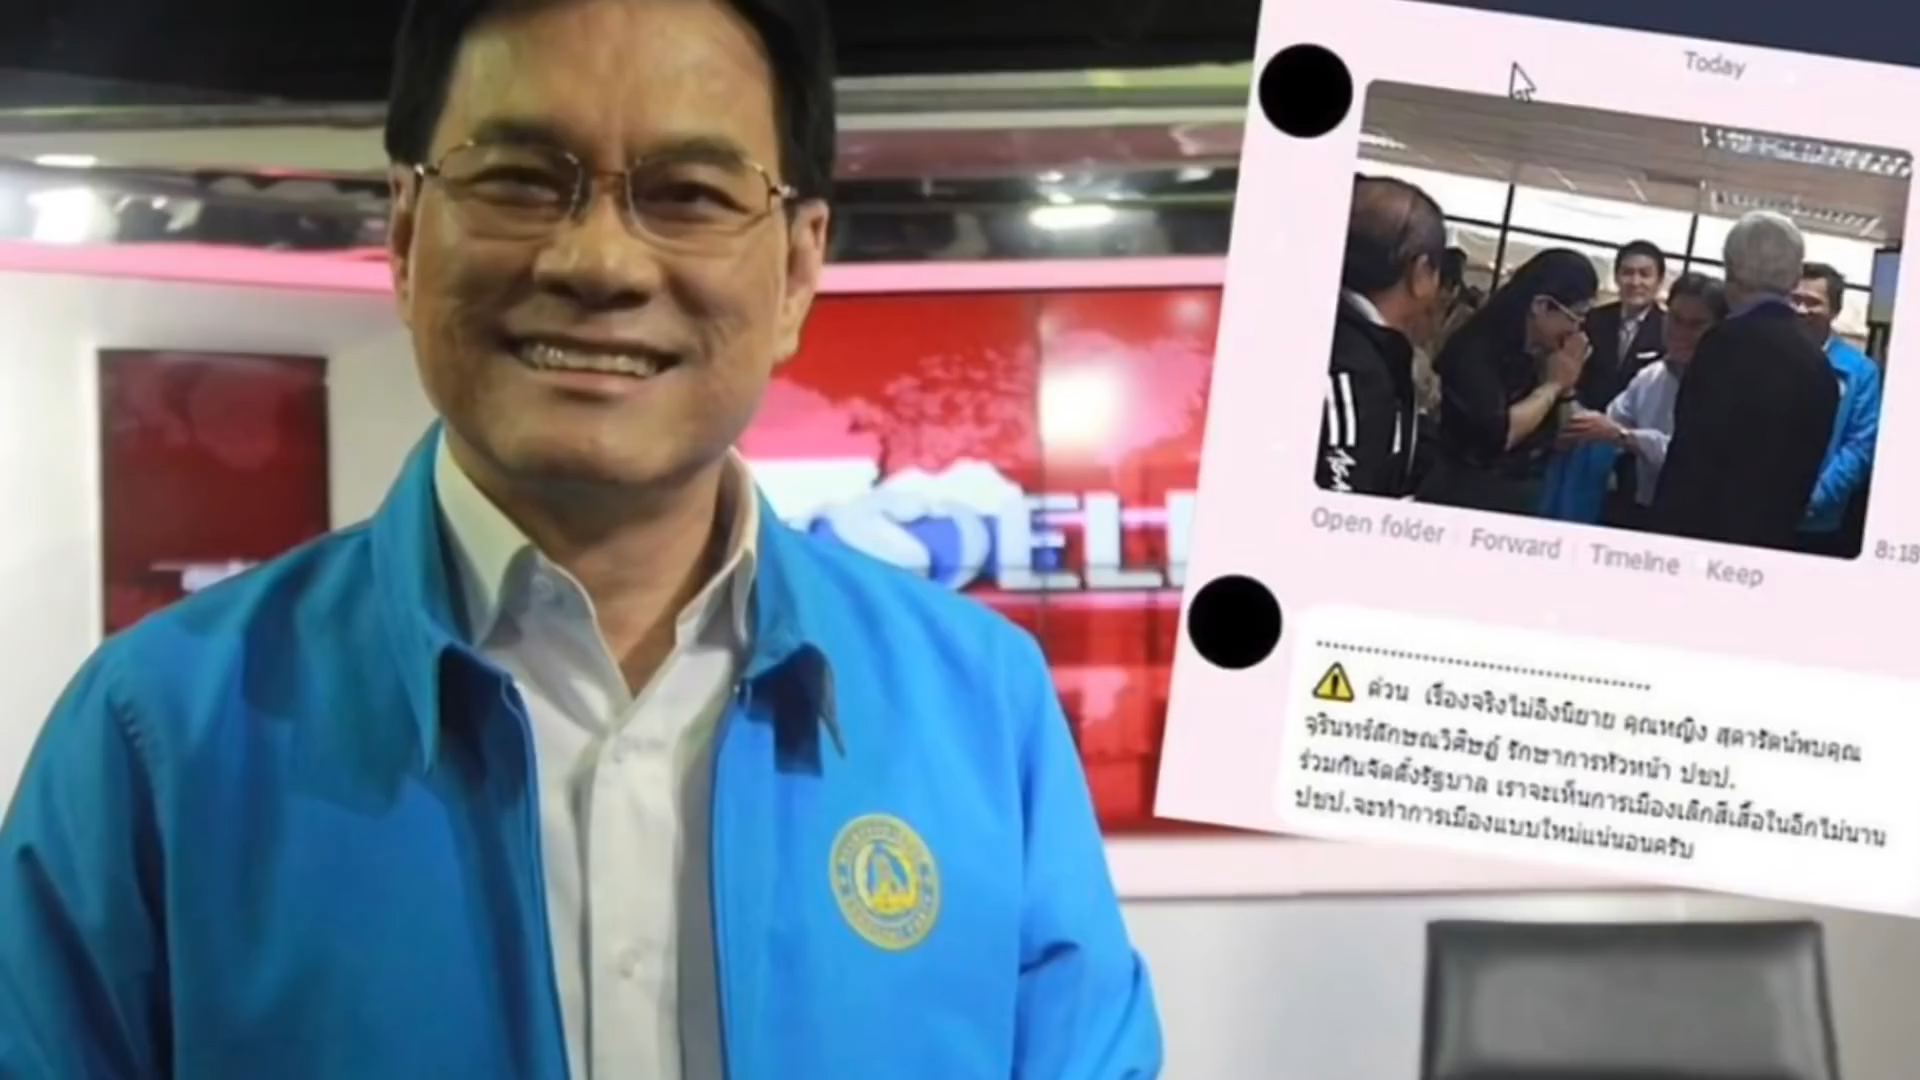 Today
8:18
Open folder Forward Timeline Keep
ด่วน เรื่องจริงไม่อิงนิยาย คุณหญิง สุดารัตน์พบคุณ
จุรินทร์ลักษณวิศิษฏ์ รักษาการหัวหน้า ปชป.
ร่วมกันจัดตั้งรัฐบาล เราจะเห็นการเมืองเลิกสีเสื้อในอีกไม่นาน
ปชป.จะทำการเมืองแบบใหม่แน่นอนครับ